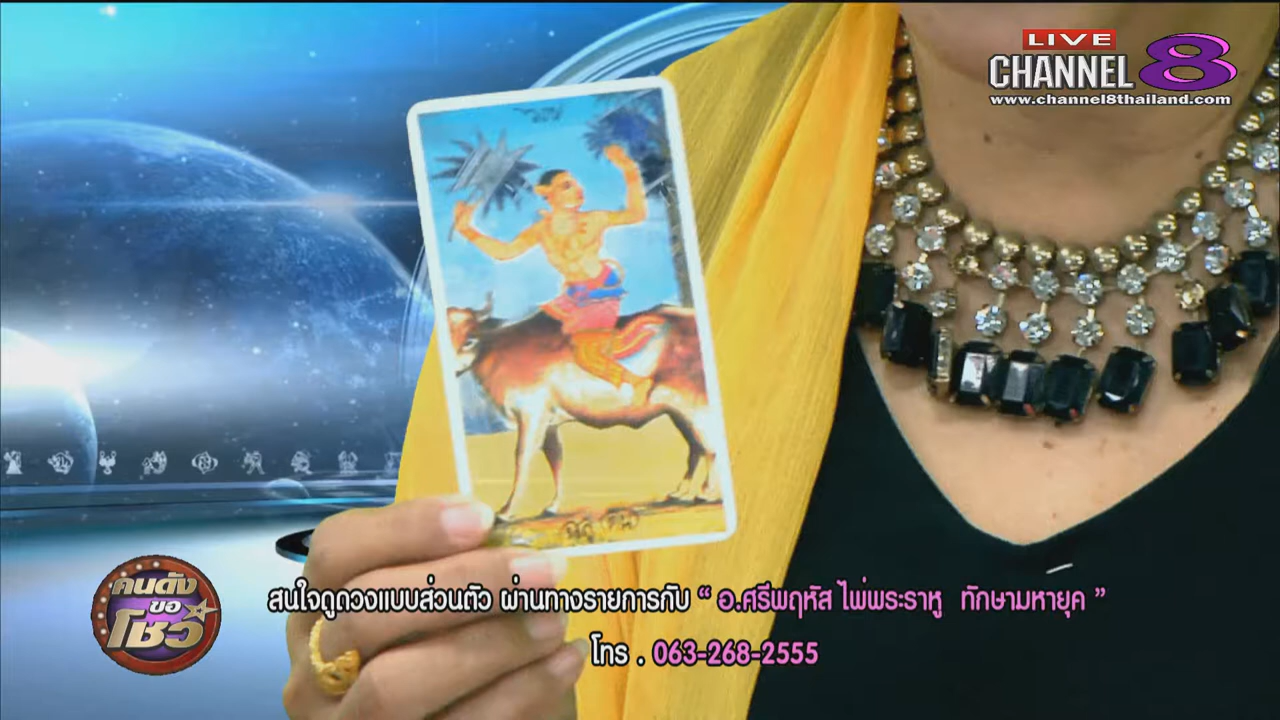 LIVE
CHANNEL 8
www.channel8thailand.com
คนดัง
ขอ
โชว์
สนใจดูดวงแบบส่วนตัว ผ่านทางรายการกับ “ อ.ศรีพฤหัส ไพ่พระราหู ทักษามหายุค ”
โทร . 063-268-2555